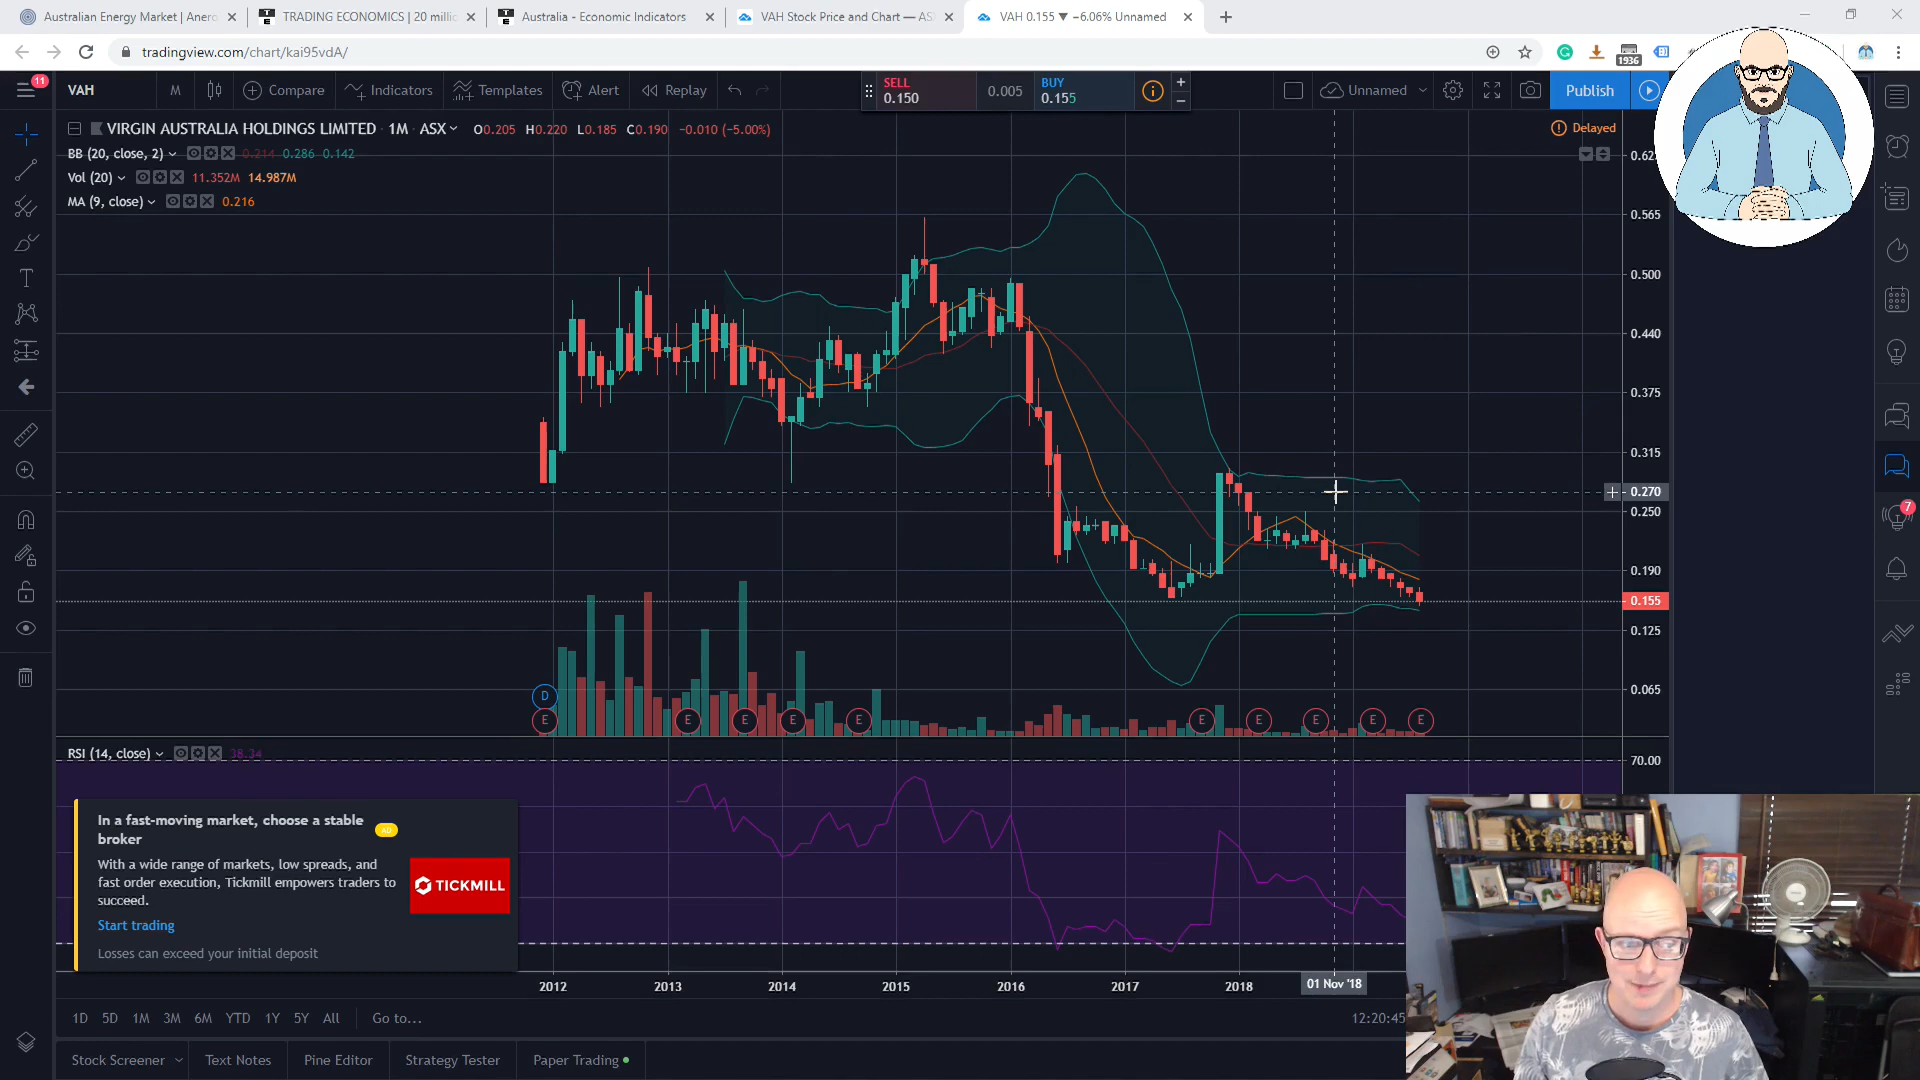 Australian Energy Market | Anero
TRADING ECONOMICS | 20 millio
Australia - Economic Indicators
VAH Stock Price and Chart — AS
VAH 0.155 ▼ −6.06% Unnamed
tradingview.com/chart/kai95vdA/
1936
11
VAH
M
Compare
Indicators
Templates
Alert
Replay
SELL
0.150
0.005
BUY
0.155
Unnamed
Publish
VIRGIN AUSTRALIA HOLDINGS LIMITED · 1M · ASX
O0.205 H0.220 L0.185 C0.190 −0.010 (−5.00%)
Delayed
BB (20, close, 2)
0.214 0.286 0.142
Vol (20)
11.352M 14.987M
MA (9, close)
0.216
0.565
0.500
0.440
0.375
0.315
0.270
0.250
0.190
0.155
0.125
0.065
7
D
E
E
E
E
E
E
E
E
E
E
RSI (14, close)
38.34
70.00
In a fast-moving market, choose a stable
broker
AD
With a wide range of markets, low spreads, and
fast order execution, Tickmill empowers traders to
succeed.
TICKMILL
Start trading
Losses can exceed your initial deposit
2012
2013
2014
2015
2016
2017
2018
01 Nov '18
1D
5D
1M
3M
6M
YTD
1Y
5Y
All
Go to...
12:20:45
Stock Screener
Text Notes
Pine Editor
Strategy Tester
Paper Trading